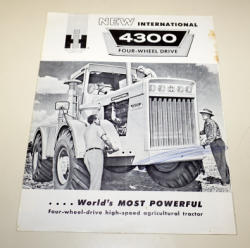 NEW INTERNATIONAL
4300
FOUR-WHEEL DRIVE
.... World's MOST POWERFUL
four-wheel-drive high-speed agricultural tractor